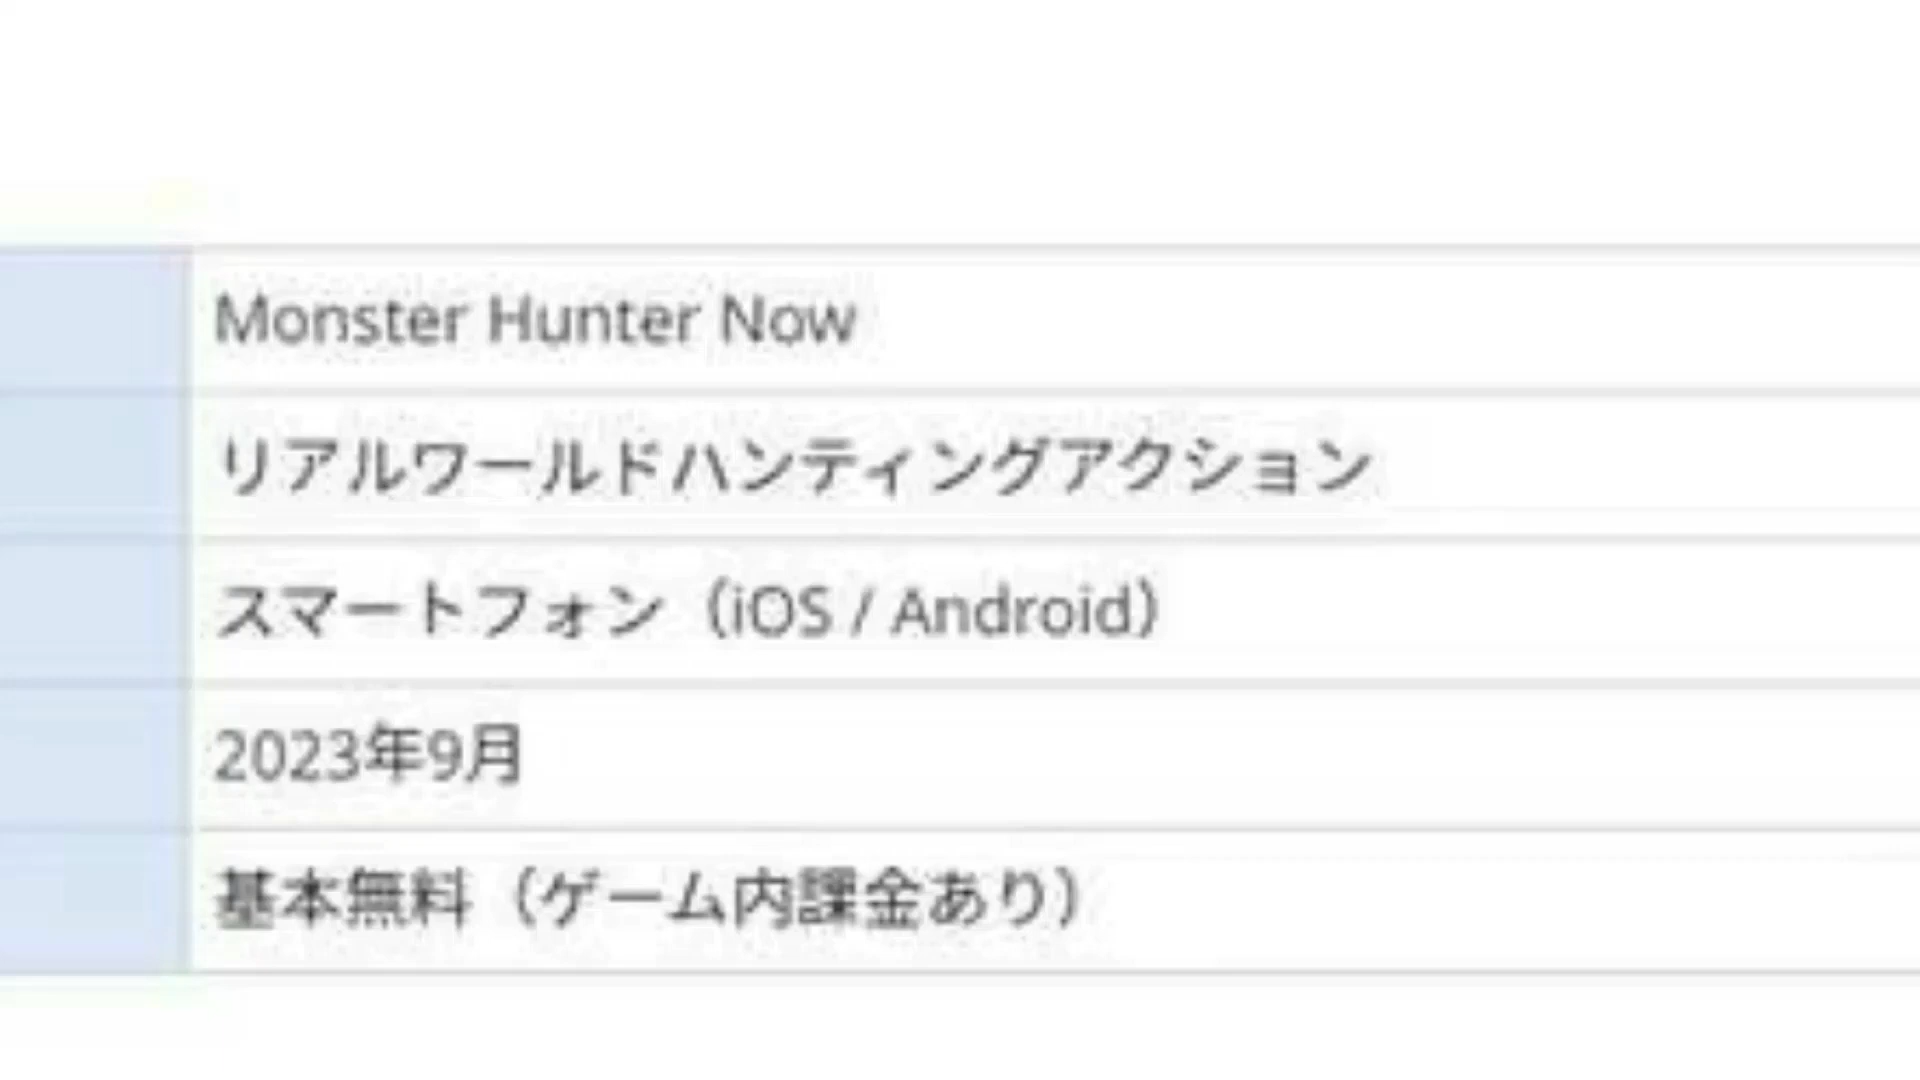 Monster Hunter Now
リアルワールドハンティングアクション
スマートフォン（iOS / Android）
2023年9月
基本無料（ゲーム内課金あり）